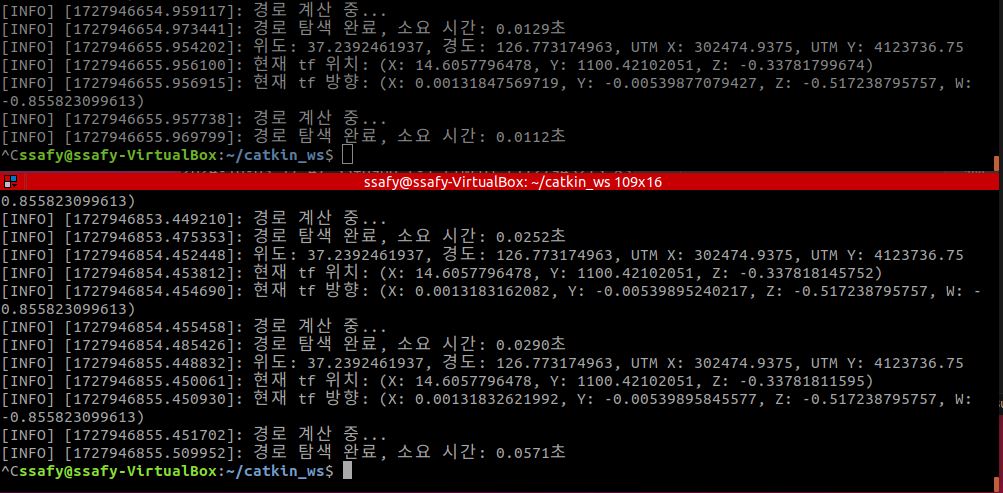 [INFO] [1727946654.959117]: 경로 계산 중...
[INFO] [1727946654.973441]: 경로 탐색 완료, 소요 시간: 0.0129초
[INFO] [1727946655.954202]: 위도: 37.2392461937, 경도: 126.773174963, UTM X: 302474.9375, UTM Y: 4123736.75
[INFO] [1727946655.956100]: 현재 tf 위치: (X: 14.6057796478, Y: 1100.42102051, Z: -0.33781799674)
[INFO] [1727946655.956915]: 현재 tf 방향: (X: 0.00131847569719, Y: -0.00539877079427, Z: -0.517238795757, W:
-0.855823099613)
[INFO] [1727946655.957738]: 경로 계산 중...
[INFO] [1727946655.969799]: 경로 탐색 완료, 소요 시간: 0.0112초
^Cssafy@ssafy-VirtualBox:~/catkin_ws$
ssafy@ssafy-VirtualBox: ~/catkin_ws 109x16
0.855823099613)
[INFO] [1727946853.449210]: 경로 계산 중...
[INFO] [1727946853.475353]: 경로 탐색 완료, 소요 시간: 0.0252초
[INFO] [1727946854.452448]: 위도: 37.2392461937, 경도: 126.773174963, UTM X: 302474.9375, UTM Y: 4123736.75
[INFO] [1727946854.453812]: 현재 tf 위치: (X: 14.6057796478, Y: 1100.42102051, Z: -0.337818145752)
[INFO] [1727946854.454690]: 현재 tf 방향: (X: 0.0013183162082, Y: -0.00539895240217, Z: -0.517238795757, W: -
0.855823099613)
[INFO] [1727946854.455458]: 경로 계산 중...
[INFO] [1727946854.485426]: 경로 탐색 완료, 소요 시간: 0.0290초
[INFO] [1727946855.448832]: 위도: 37.2392461937, 경도: 126.773174963, UTM X: 302474.9375, UTM Y: 4123736.75
[INFO] [1727946855.450061]: 현재 tf 위치: (X: 14.6057796478, Y: 1100.42102051, Z: -0.33781811595)
[INFO] [1727946855.450930]: 현재 tf 방향: (X: 0.00131832621992, Y: -0.00539895845577, Z: -0.517238795757, W:
-0.855823099613)
[INFO] [1727946855.451702]: 경로 계산 중...
[INFO] [1727946855.509952]: 경로 탐색 완료, 소요 시간: 0.0571초
^Cssafy@ssafy-VirtualBox:~/catkin_ws$